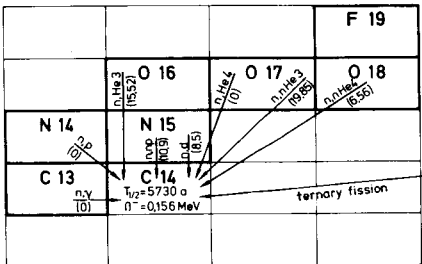 F 19
O 16 O 17 O 18
n,He3
(15,52)
n,He4
(0)
n,nHe3
(19,85)
n,nHe4
(6,56)
N 14 N 15
n,p
(0)
n,np
(10,9)
n,d
(8,5)
C 13 C 14
n,γ
(0)
T1/2=5730 a
β⁻=0,156 MeV
ternary fission